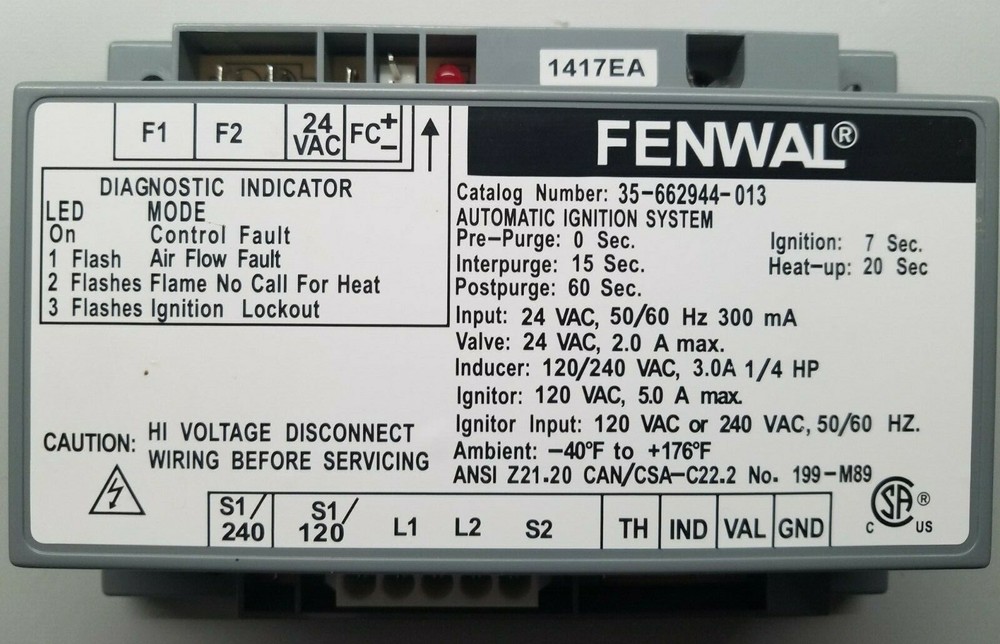 1417EA
F1 F2 24 VAC FC + -
FENWAL®
DIAGNOSTIC INDICATOR
LED MODE
On Control Fault
1 Flash Air Flow Fault
2 Flashes Flame No Call For Heat
3 Flashes Ignition Lockout
Catalog Number: 35-662944-013
AUTOMATIC IGNITION SYSTEM
Pre-Purge: 0 Sec. Ignition: 7 Sec.
Interpurge: 15 Sec. Heat-up: 20 Sec
Postpurge: 60 Sec.
Input: 24 VAC, 50/60 Hz 300 mA
Valve: 24 VAC, 2.0 A max.
Inducer: 120/240 VAC, 3.0A 1/4 HP
Ignitor: 120 VAC, 5.0 A max.
Ignitor Input: 120 VAC or 240 VAC, 50/60 HZ.
Ambient: -40°F to +176°F
ANSI Z21.20 CAN/CSA-C22.2 No. 199-M89
CAUTION: HI VOLTAGE DISCONNECT
WIRING BEFORE SERVICING
S1/240 S1/120 L1 L2 S2 TH IND VAL GND
C SA ® US